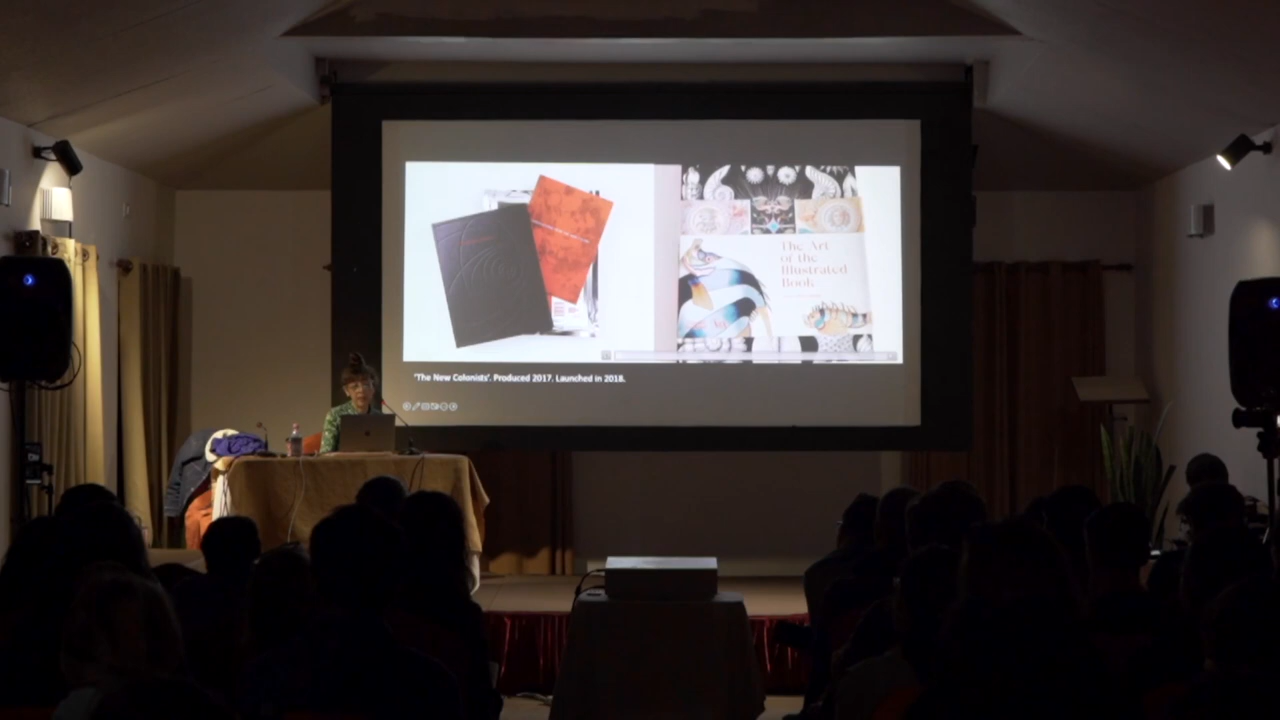 The Art
of the
Illustrated
Book
'The New Colonists'. Produced 2017. Launched in 2018.